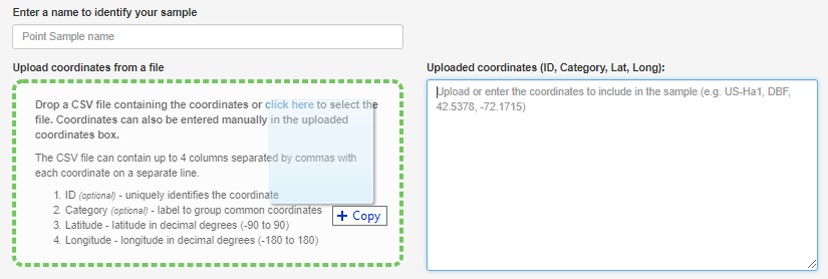 Enter a name to identify your sample
Point Sample name
Upload coordinates from a file
Drop a CSV file containing the coordinates or click here to select the
file. Coordinates can also be entered manually in the uploaded
coordinates box.
The CSV file can contain up to 4 columns separated by commas with
each coordinate on a separate line.
1. ID (optional) - uniquely identifies the coordinate
2. Category (optional) - label to group common coordinates
3. Latitude - latitude in decimal degrees (-90 to 90)
4. Longitude - longitude in decimal degrees (-180 to 180)
+ Copy
Uploaded coordinates (ID, Category, Lat, Long):
Upload or enter the coordinates to include in the sample (e.g. US-Ha1, DBF,
42.5378, -72.1715)